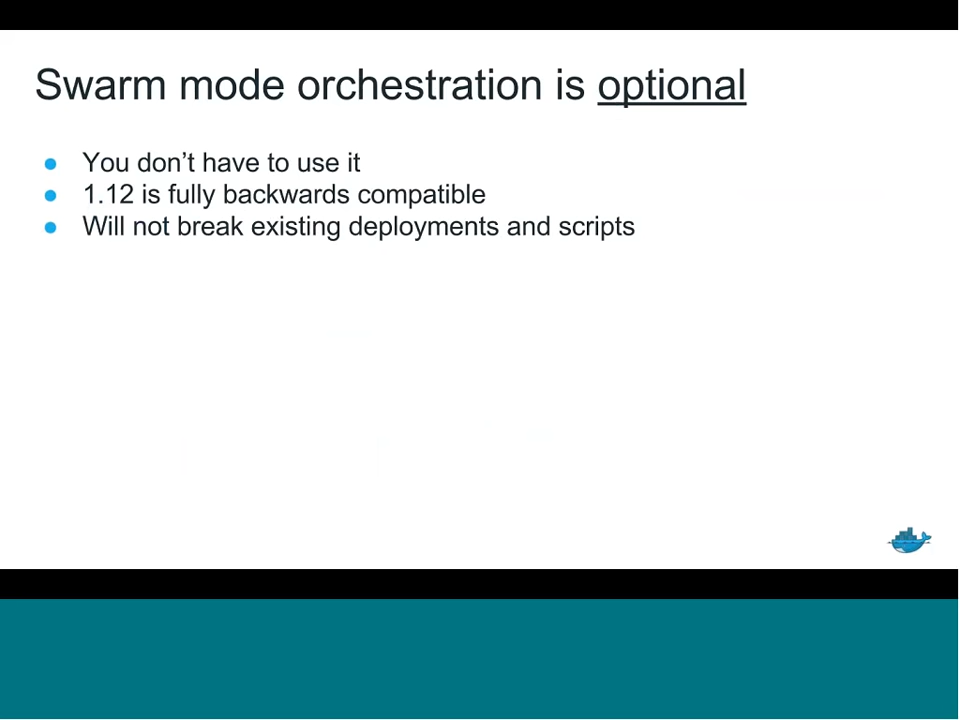 Swarm mode orchestration is optional
● You don’t have to use it
● 1.12 is fully backwards compatible
● Will not break existing deployments and scripts